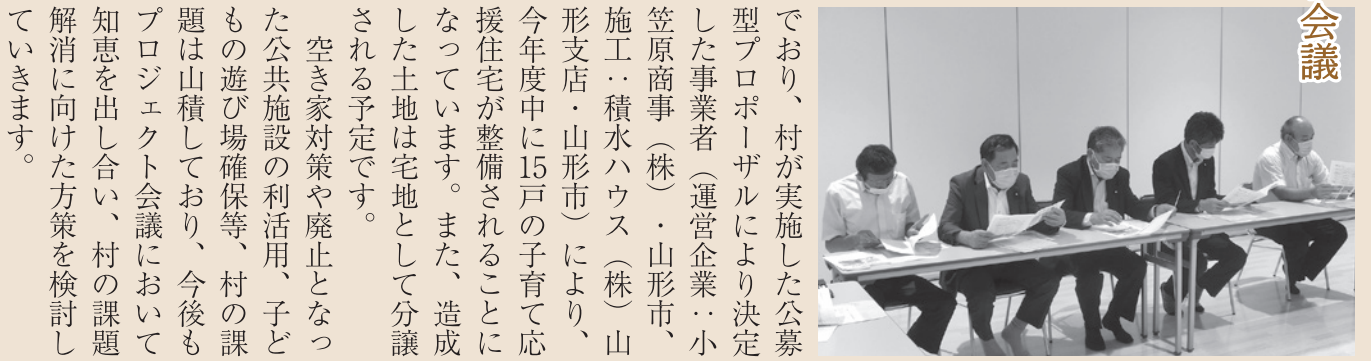 会議
でおり、村が実施した公募
型プロポーザルにより決定
した事業者（運営企業：小
笠原商事（株）・山形市、
施工：積水ハウス（株）山
形支店・山形市）により、
今年度中に15戸の子育て応
援住宅が整備されることに
なっています。また、造成
した土地は宅地として分譲
される予定です。
空き家対策や廃止となっ
た公共施設の利活用、子ど
もの遊び場確保等、村の課
題は山積しており、今後も
プロジェクト会議において
知恵を出し合い、村の課題
解消に向けた方策を検討し
ていきます。